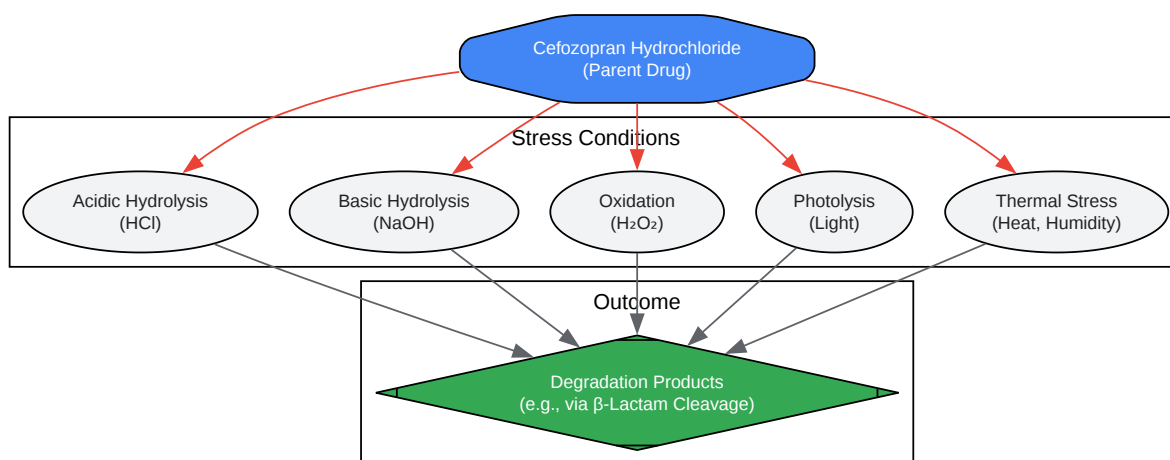 Cefozopran Hydrochloride
(Parent Drug)
Stress Conditions
Acidic Hydrolysis
(HCl)
Basic Hydrolysis
(NaOH)
Oxidation
(H₂O₂)
Photolysis
(Light)
Thermal Stress
(Heat, Humidity)
Outcome
Degradation Products
(e.g., via β-Lactam Cleavage)